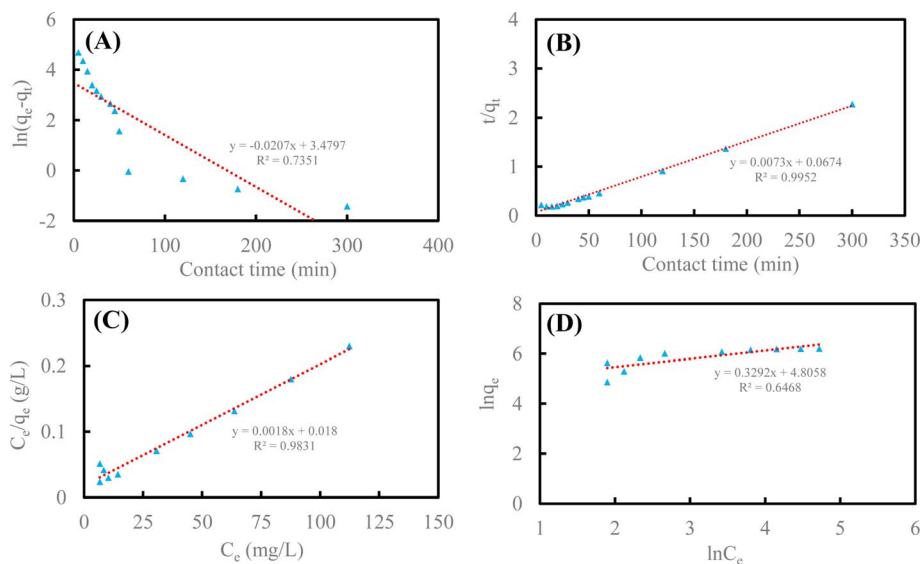 (A)
6
4
2
0
-2
ln(qe-qt)
y = -0.0207x + 3.4797
R² = 0.7351
0 100 200 300 400
Contact time (min)
(B)
4
3
2
1
0
t/qt
y = 0.0073x + 0.0674
R² = 0.9952
0 50 100 150 200 250 300 350
Contact time (min)
(C)
0.3
0.2
0.1
0
Ce/qe (g/L)
y = 0.0018x + 0.018
R² = 0.9831
0 25 50 75 100 125 150
Ce (mg/L)
(D)
8
6
4
2
0
lnqe
y = 0.3292x + 4.8058
R² = 0.6468
1 2 3 4 5 6
lnCe